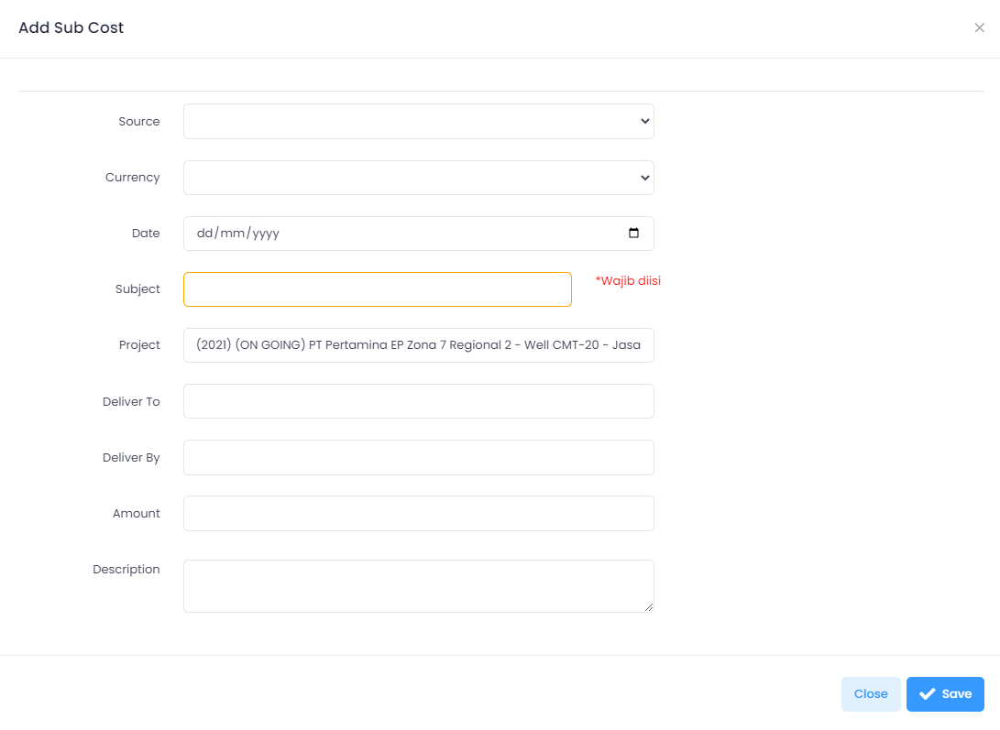 Add Sub Cost
Source
Currency
Date dd/mm/yyyy
Subject *Wajib diisi
Project (2021) (ON GOING) PT Pertamina EP Zona 7 Regional 2 - Well CMT-20 - Jasa
Deliver To
Deliver By
Amount
Description
Close Save